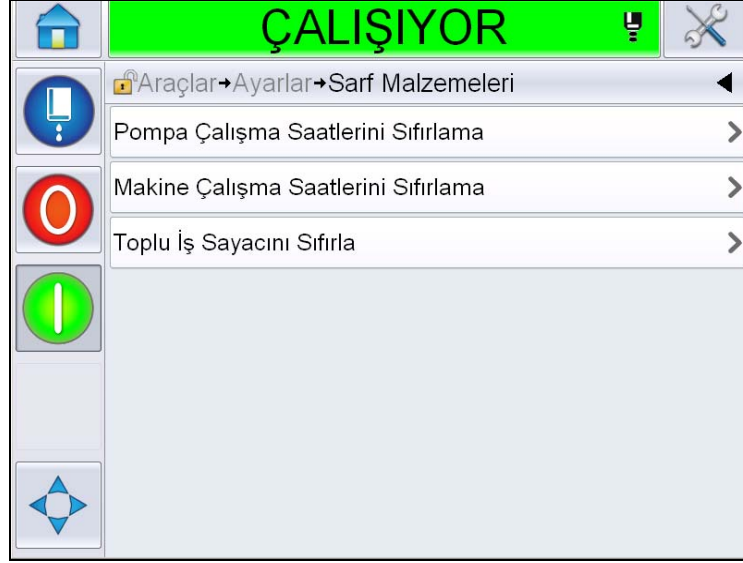 ÇALIŞIYOR
Araçlar→Ayarlar→Sarf Malzemeleri
Pompa Çalışma Saatlerini Sıfırlama
Makine Çalışma Saatlerini Sıfırlama
Toplu İş Sayacını Sıfırla